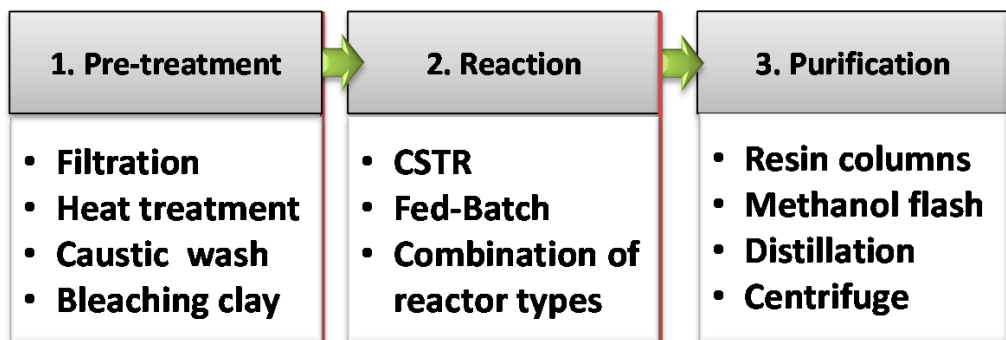 1. Pre-treatment
• Filtration
• Heat treatment
• Caustic wash
• Bleaching clay
2. Reaction
• CSTR
• Fed-Batch
• Combination of
reactor types
3. Purification
• Resin columns
• Methanol flash
• Distillation
• Centrifuge